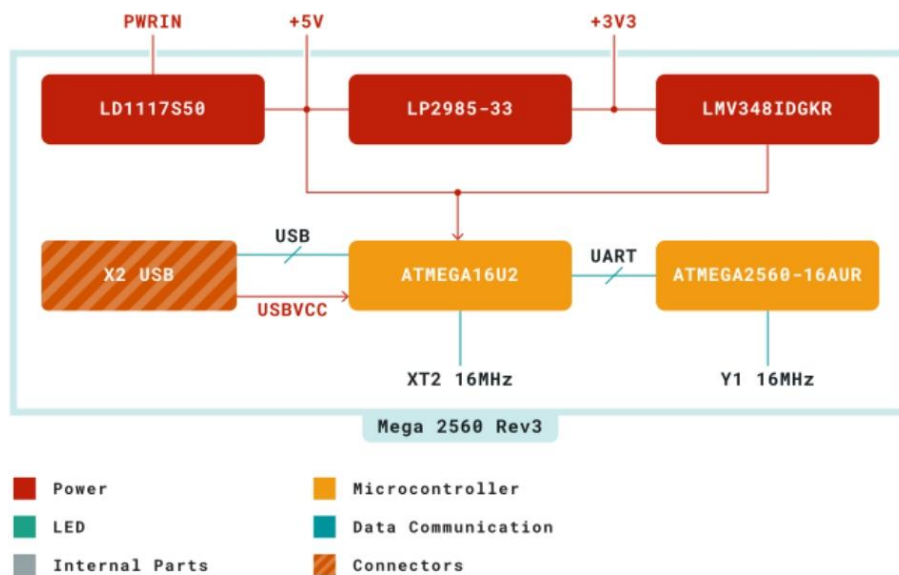 PWRIN +5V +3V3
LD1117S50 LP2985-33 LMV348IDGKR
USB UART
X2 USB ATMEGA16U2 ATMEGA2560-16AUR
USBVCC
XT2 16MHz Y1 16MHz
Mega 2560 Rev3
Power Microcontroller
LED Data Communication
Internal Parts Connectors